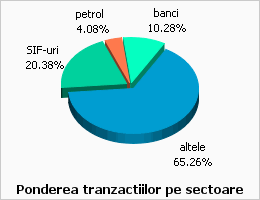 petrol
4.08%
banci
10.28%
SIF-uri
20.38%
altele
65.26%
Ponderea tranzactiilor pe sectoare